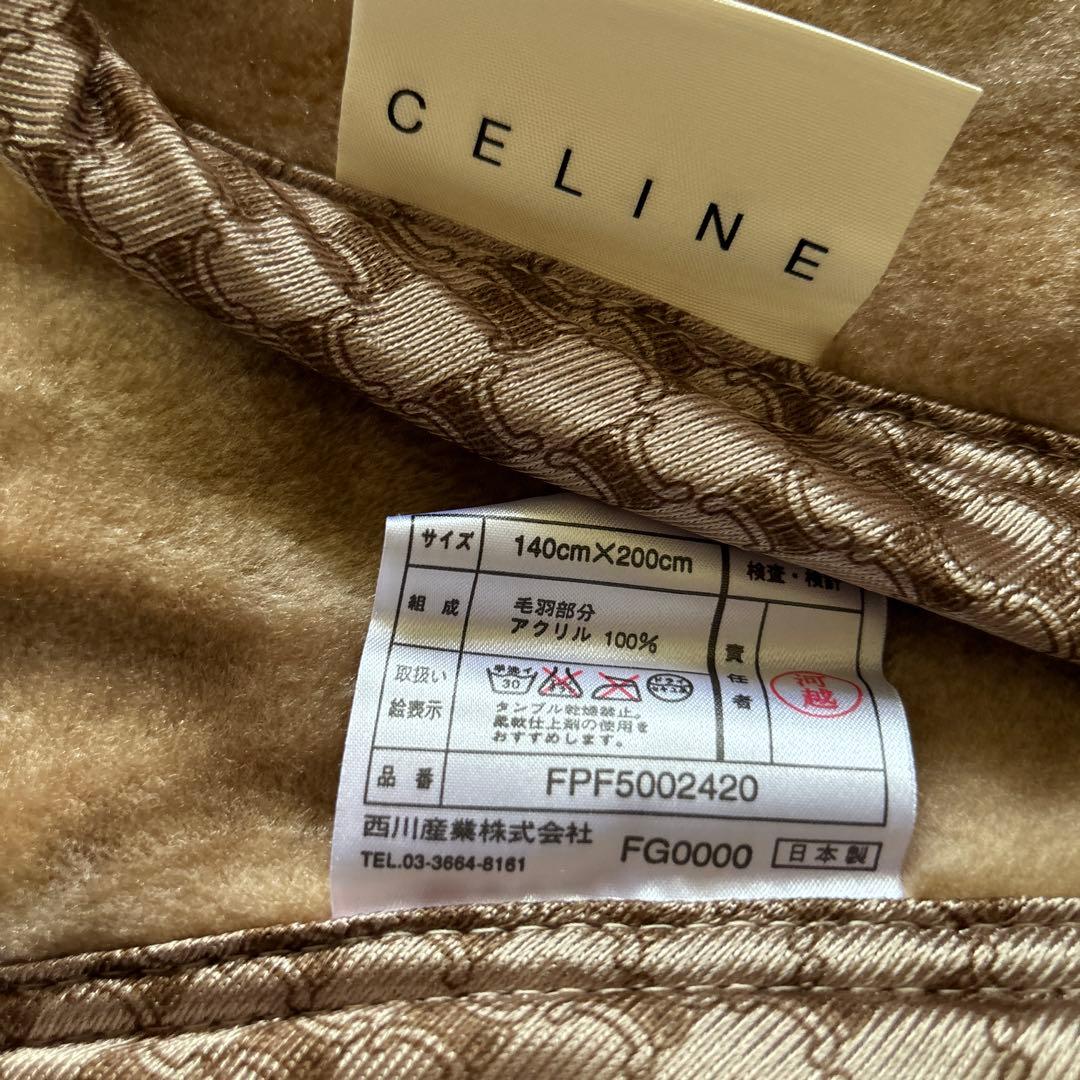 CELINE
サイズ 140cm×200cm 検査・検針
組成 毛羽部分
アクリル 100%
責任者 河越
取扱い
絵表示
手洗イ
30
タンブル乾燥禁止。
柔軟仕上剤の使用を
おすすめします。
品番 FPF5002420
西川産業株式会社 FG0000 日本製
TEL.03-3664-8161